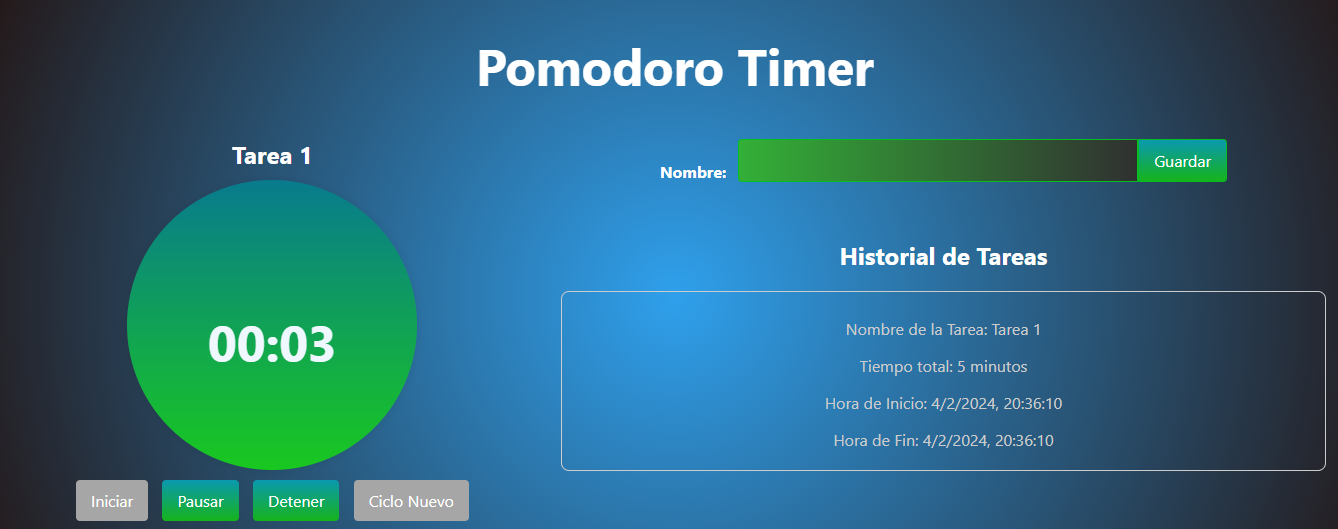 Pomodoro Timer
Tarea 1
00:03
Iniciar
Pausar
Detener
Ciclo Nuevo
Nombre:
Guardar
Historial de Tareas
Nombre de la Tarea: Tarea 1
Tiempo total: 5 minutos
Hora de Inicio: 4/2/2024, 20:36:10
Hora de Fin: 4/2/2024, 20:36:10